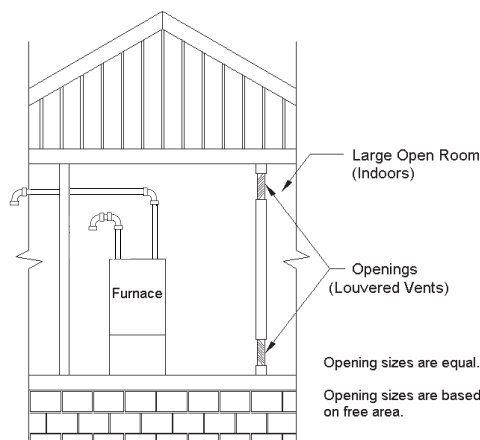 Large Open Room
(Indoors)
Furnace
Openings
(Louvered Vents)
Opening sizes are equal.
Opening sizes are based
on free area.